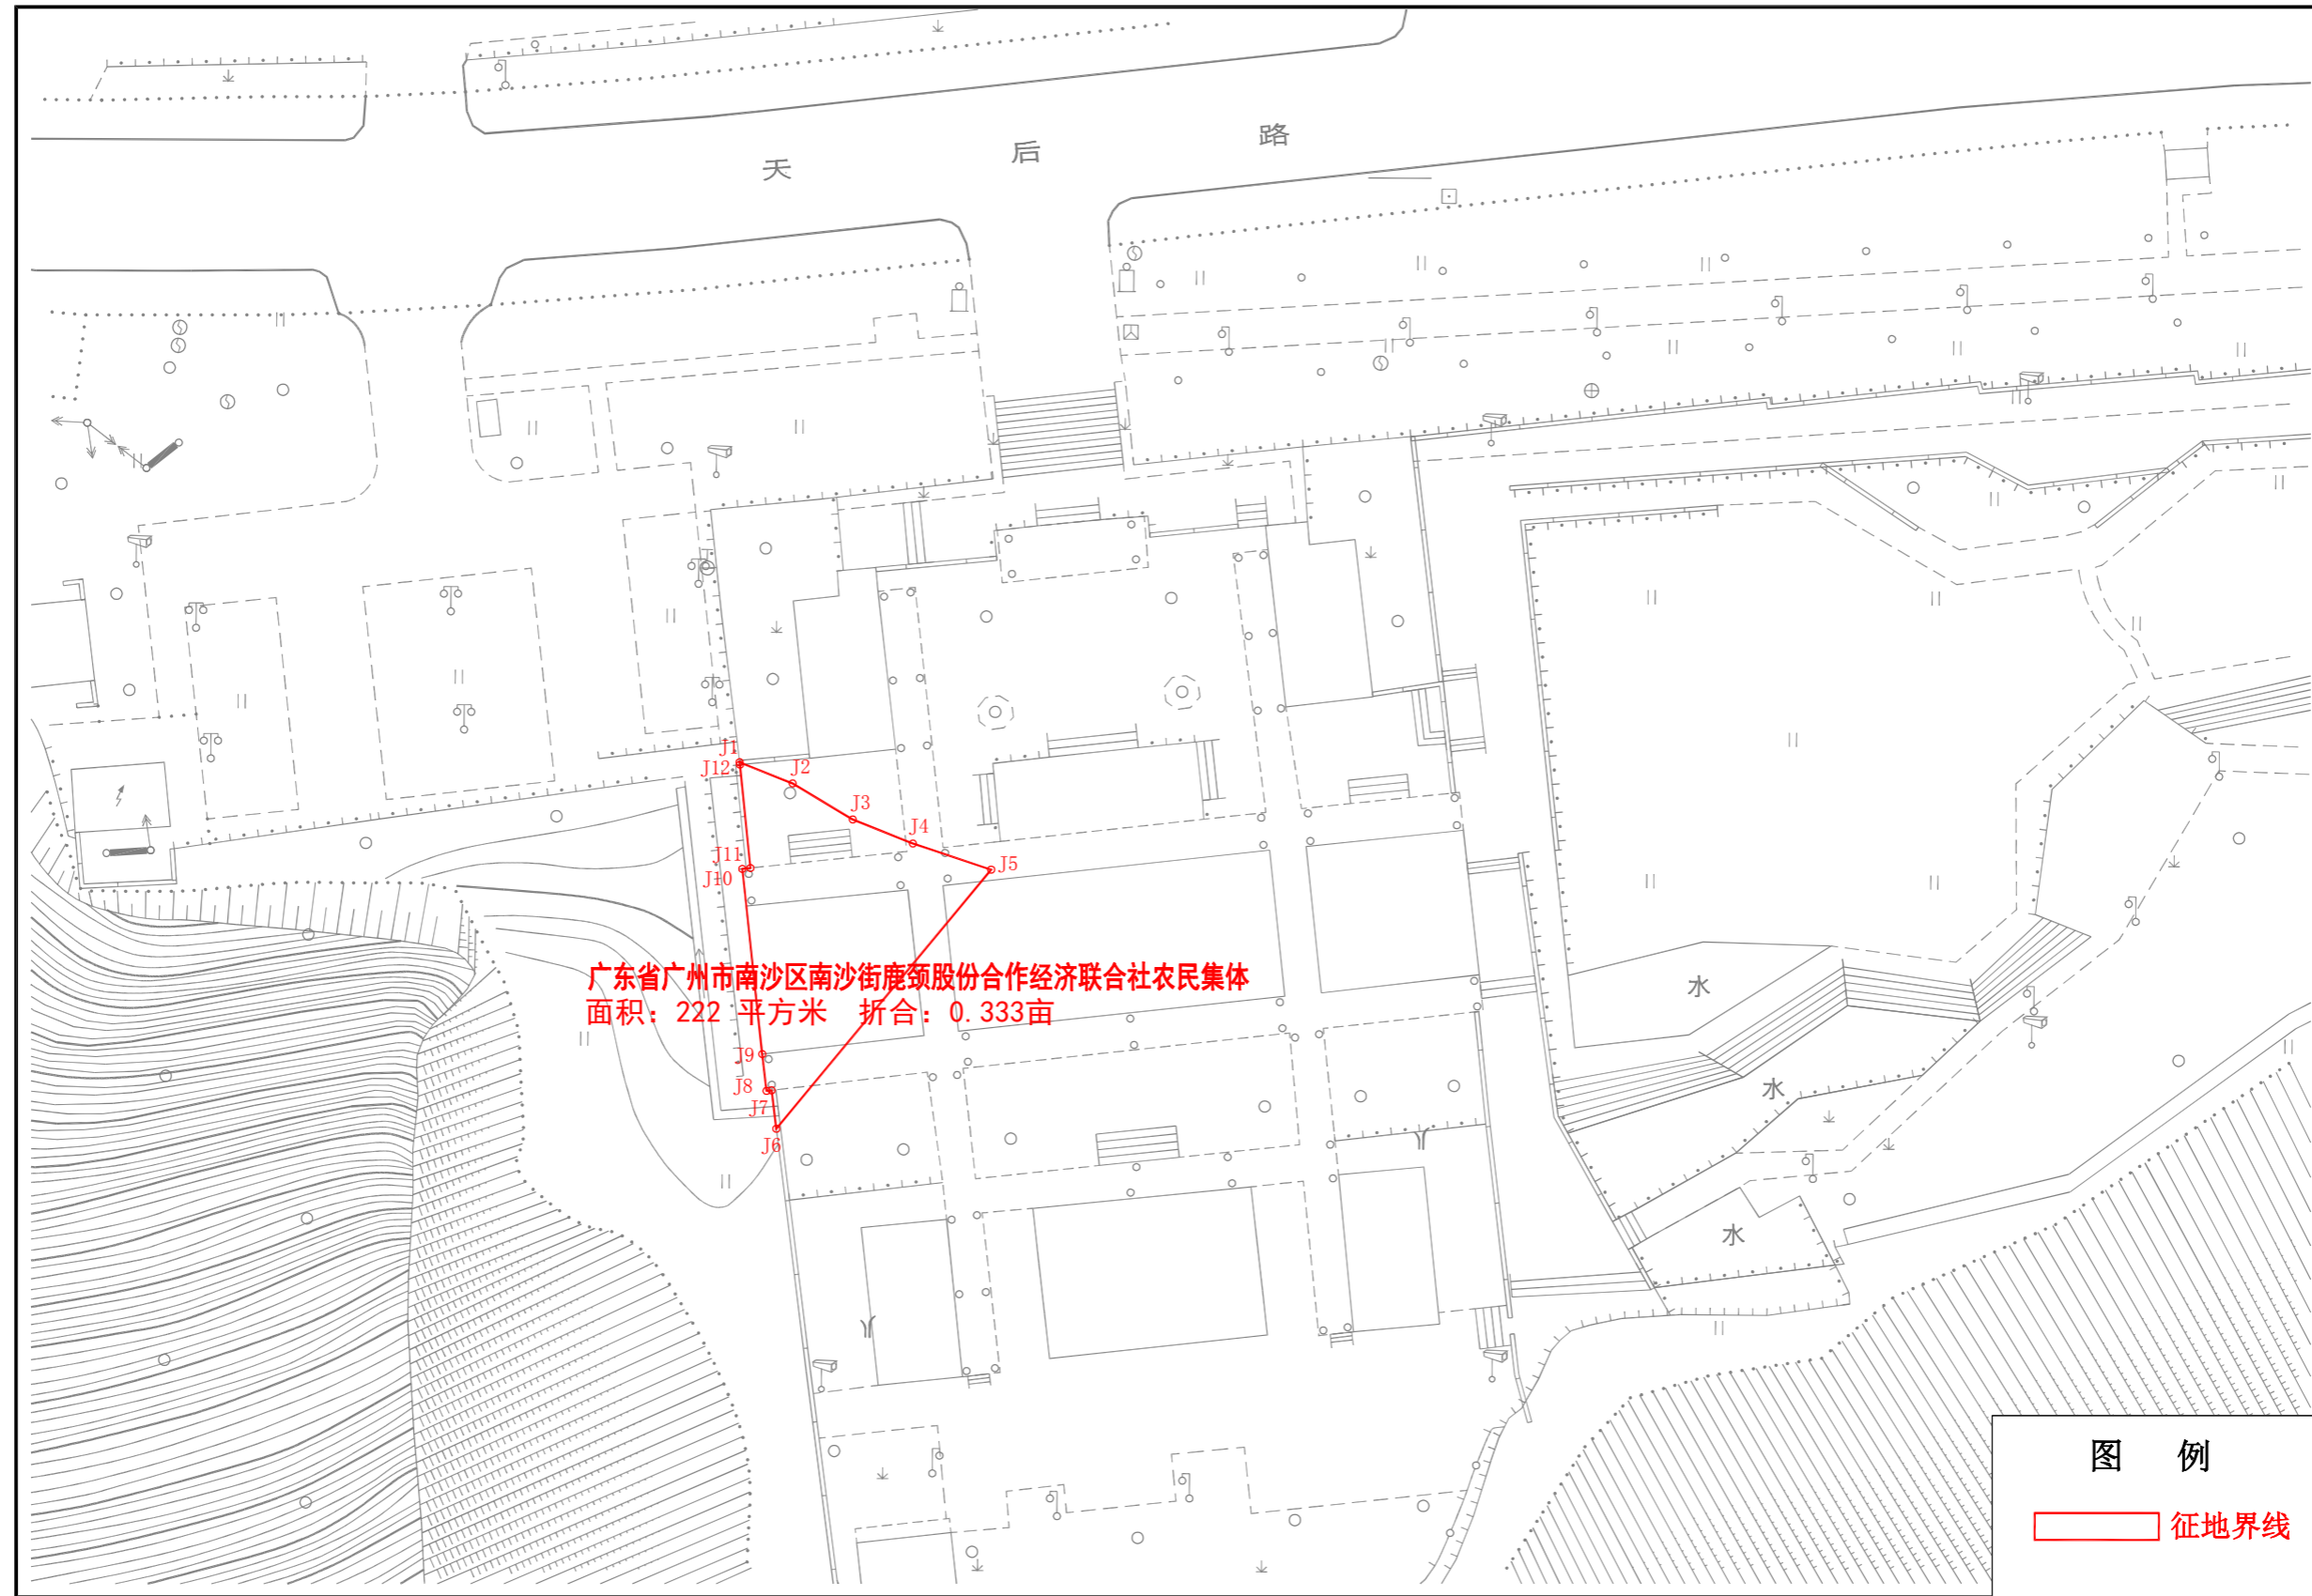 天 后 路
J1
J12
J2
J3
J4
J5
J11
J10
广东省广州市南沙区南沙街鹿颈股份合作经济联合社农民集体
面积：222 平方米 折合：0.333亩
J9
J8
J7
J6
水
水
水
图 例
征地界线